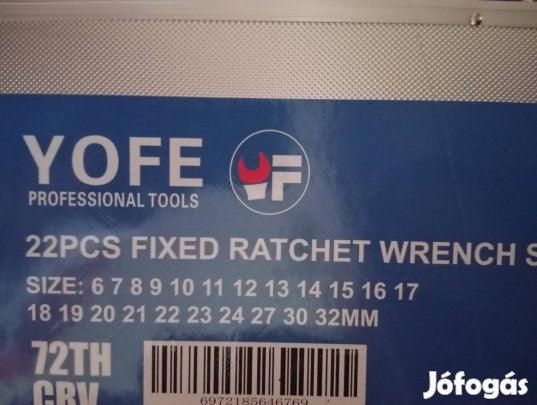 YOFE
PROFESSIONAL TOOLS
F
22PCS FIXED RATCHET WRENCH S
SIZE: 6 7 8 9 10 11 12 13 14 15 16 17
18 19 20 21 22 23 24 27 30 32MM
72TH
CRV
6972185646769
Jófogás